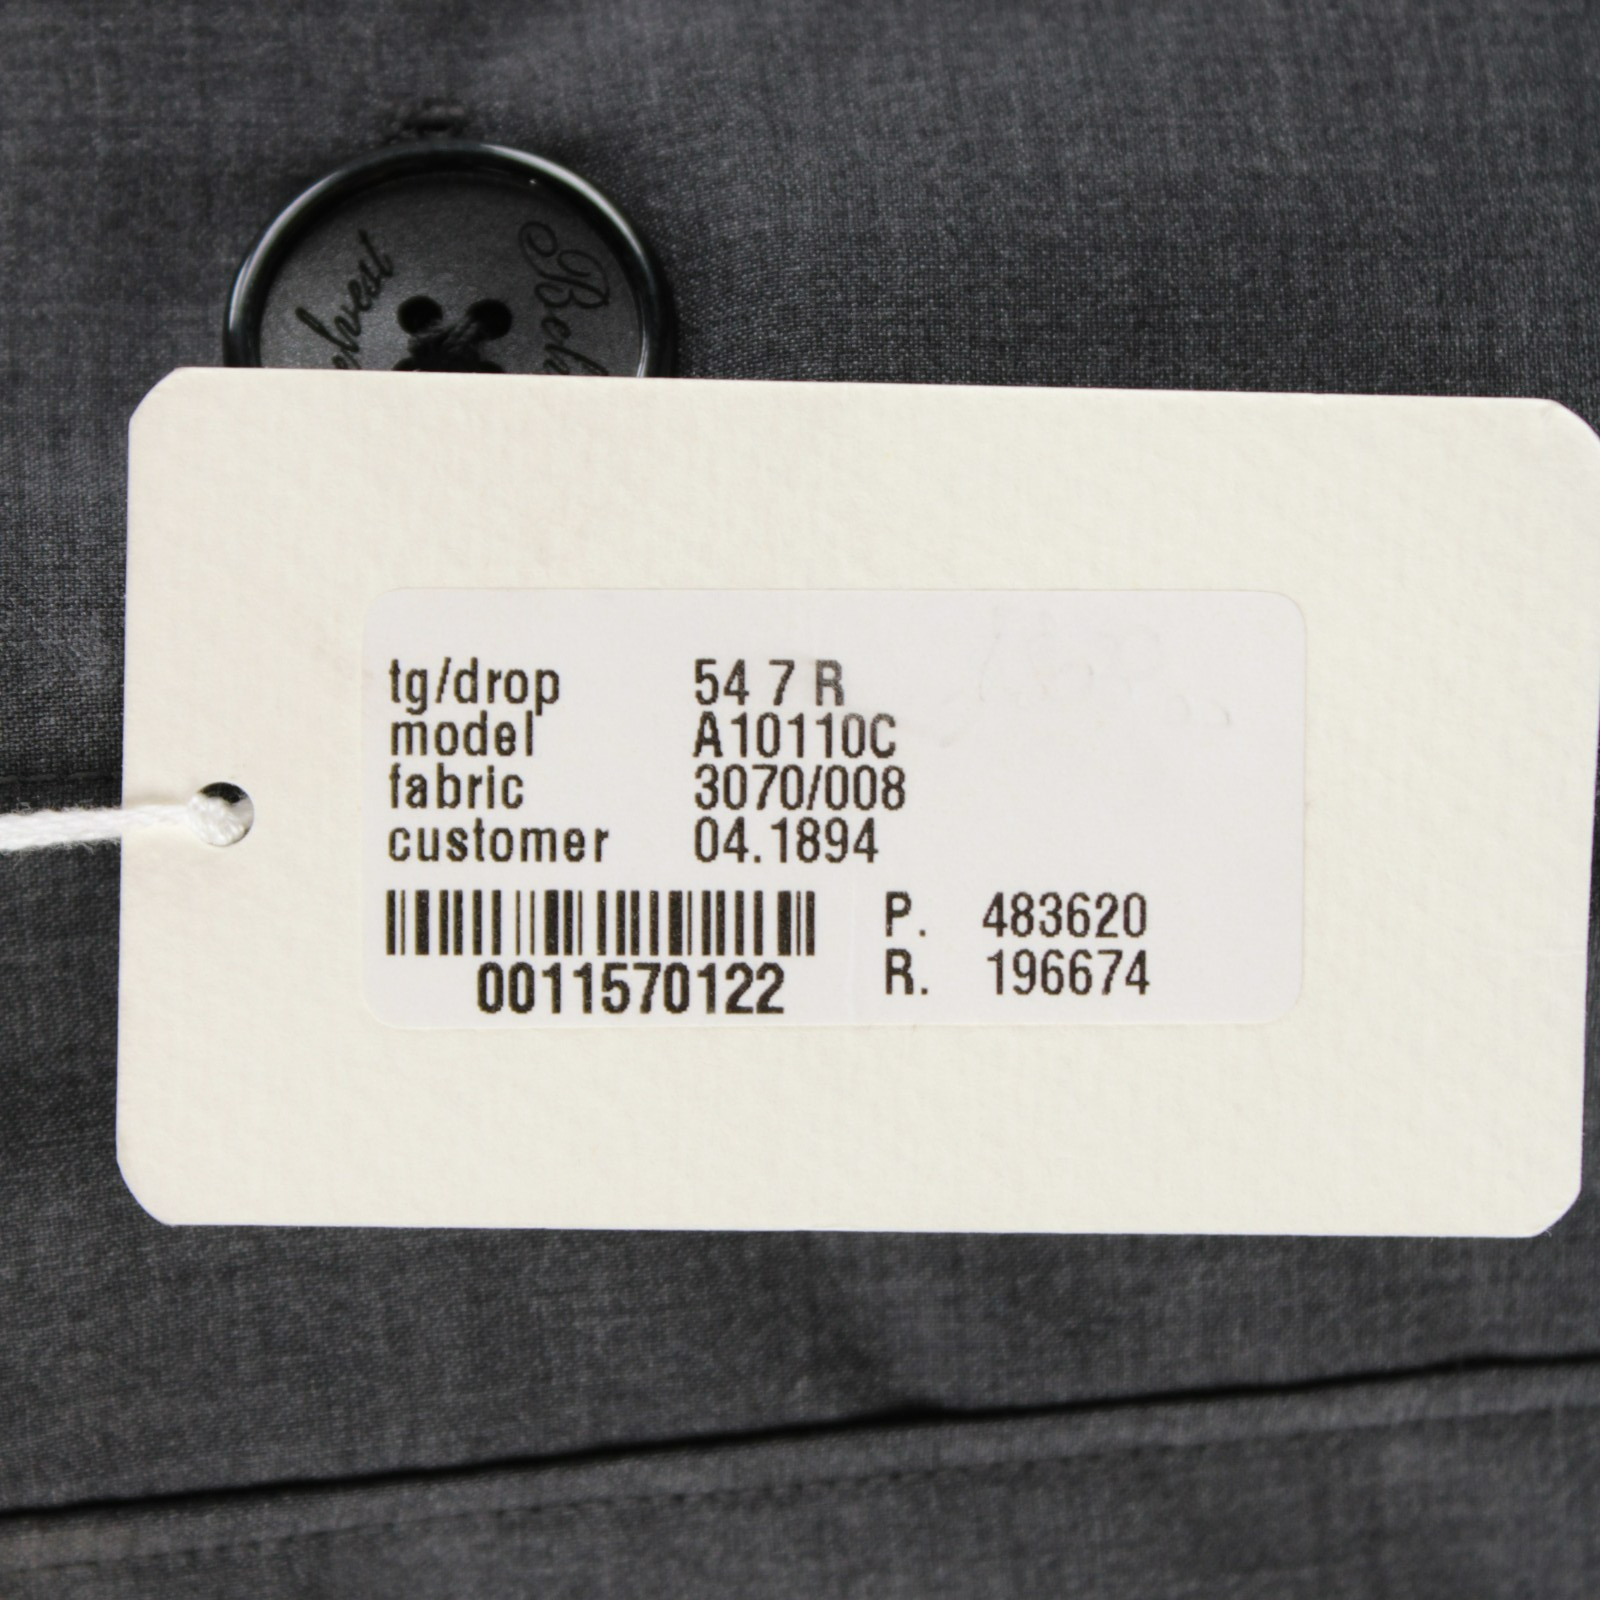 tg/drop 54 7 R
model A10110C
fabric 3070/008
customer 04.1894
0011570122
P. 483620
R. 196674